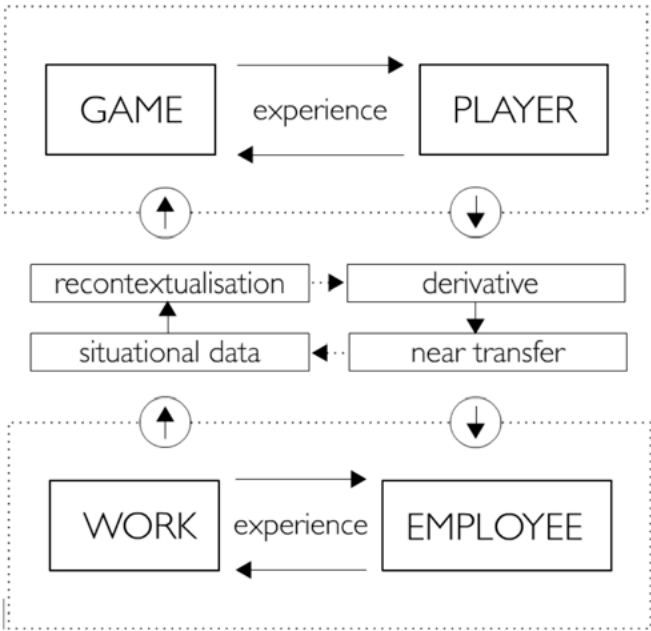 GAME
experience
PLAYER
recontextualisation
derivative
situational data
near transfer
WORK
experience
EMPLOYEE